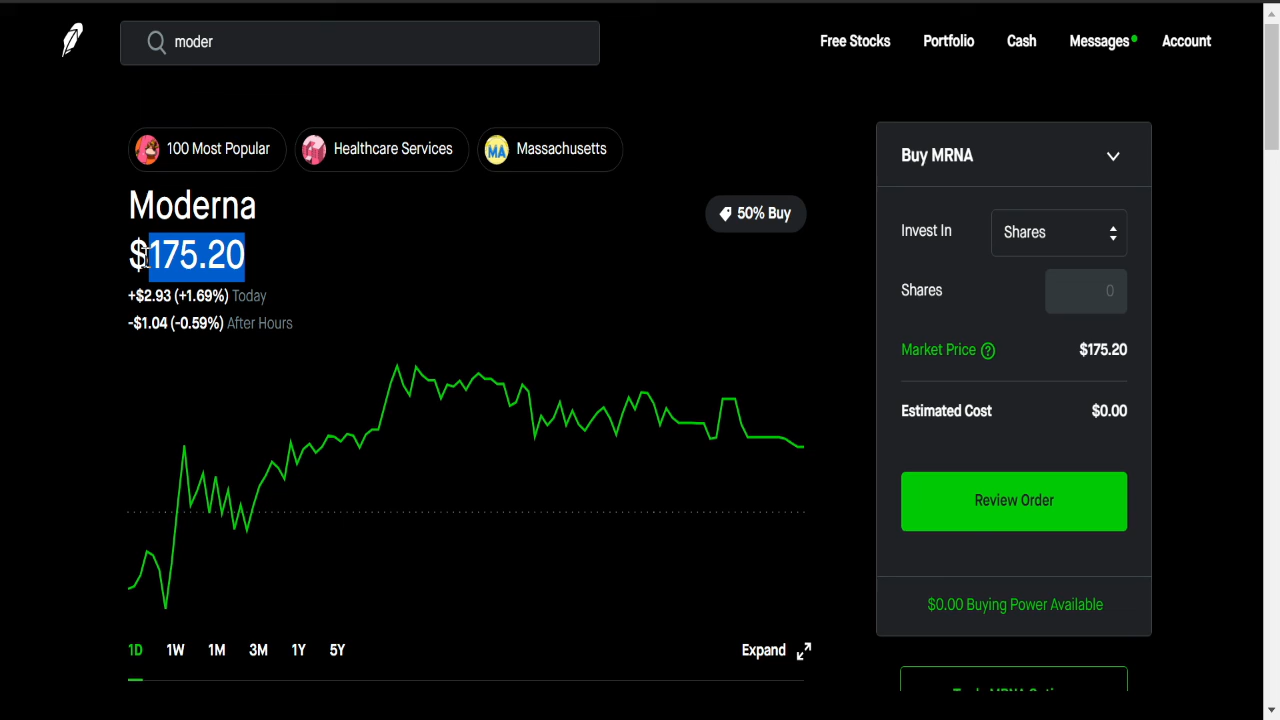 moder
Free Stocks Portfolio Cash Messages Account
100 Most Popular Healthcare Services MA Massachusetts
Moderna
50% Buy
$175.20
+$2.93 (+1.69%) Today
-$1.04 (-0.59%) After Hours
1D 1W 1M 3M 1Y 5Y
Expand
Buy MRNA
Invest In Shares
Shares 0
Market Price ? $175.20
Estimated Cost $0.00
Review Order
$0.00 Buying Power Available